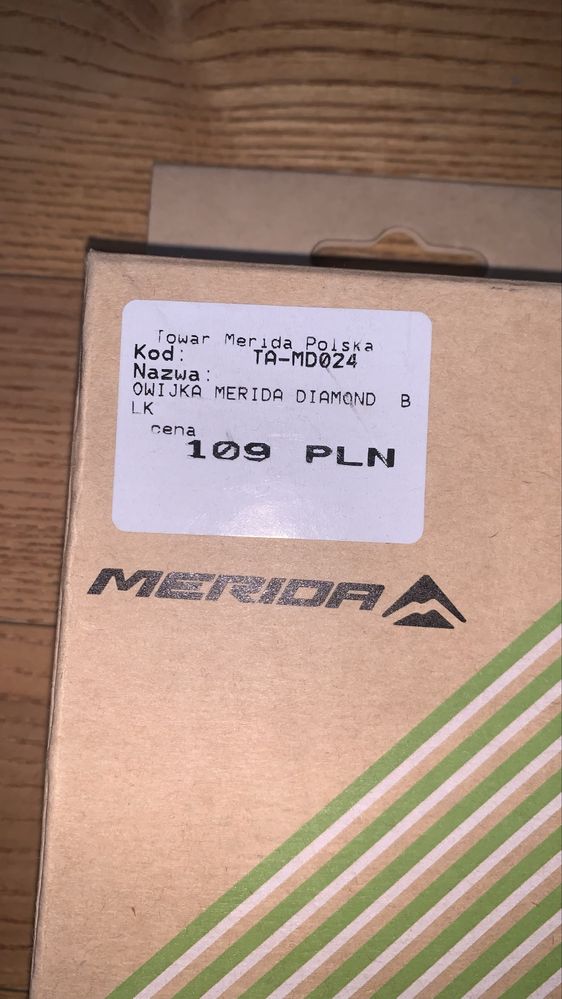 Towar Merida Polska
Kod: TA-MD024
Nazwa:
OWIJKA MERIDA DIAMOND B
LK
cena
109 PLN
MERIDA